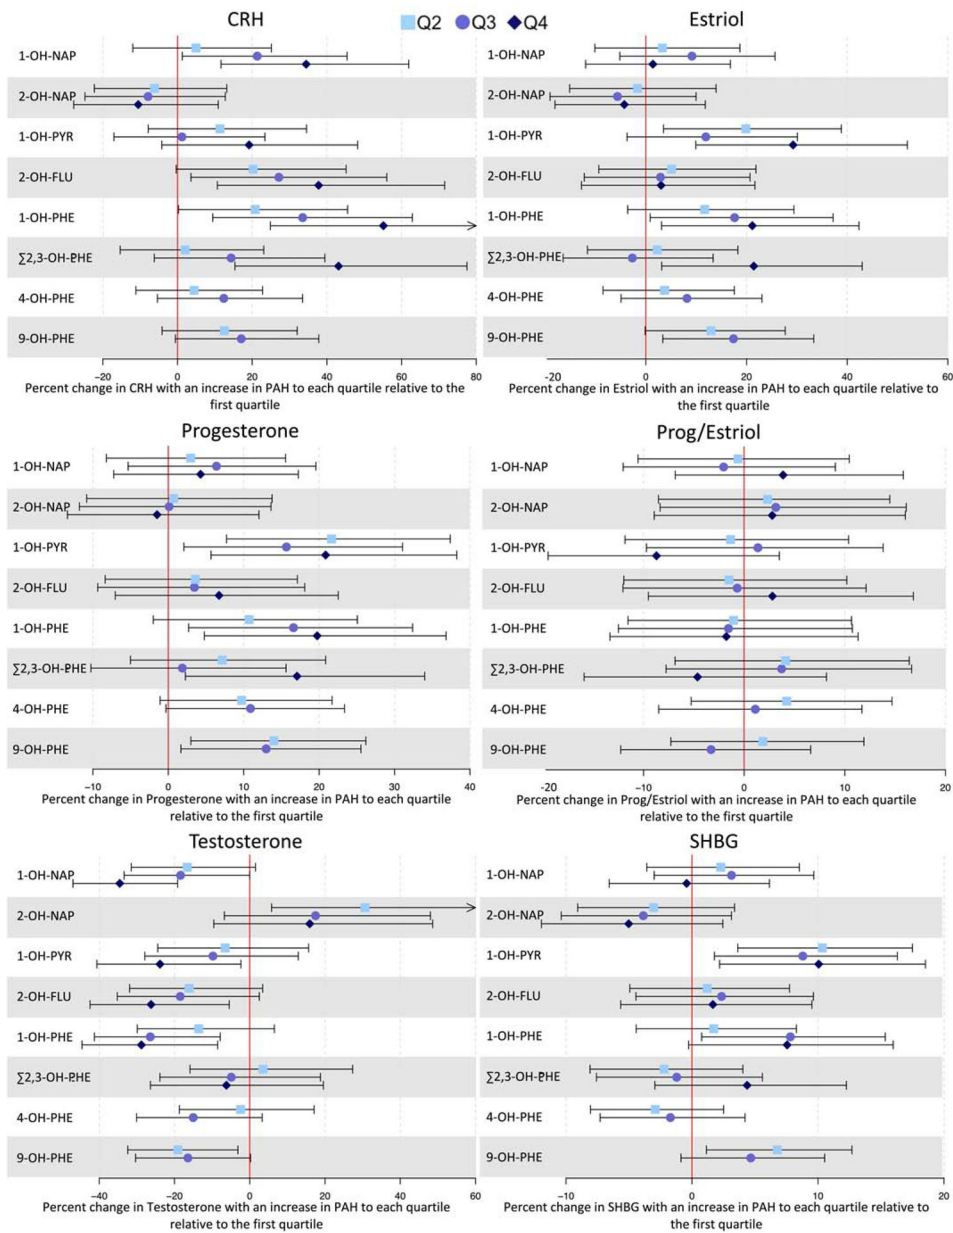 CRH
Q2 Q3 Q4
Estriol
1-OH-NAP
2-OH-NAP
1-OH-PYR
2-OH-FLU
1-OH-PHE
∑2,3-OH-PHE
4-OH-PHE
9-OH-PHE
−20 0 20 40 60 80
Percent change in CRH with an increase in PAH to each quartile relative to the
first quartile
1-OH-NAP
2-OH-NAP
1-OH-PYR
2-OH-FLU
1-OH-PHE
∑2,3-OH-PHE
4-OH-PHE
9-OH-PHE
−20 0 20 40 60
Percent change in Estriol with an increase in PAH to each quartile relative to
the first quartile
Progesterone
1-OH-NAP
2-OH-NAP
1-OH-PYR
2-OH-FLU
1-OH-PHE
∑2,3-OH-PHE
4-OH-PHE
9-OH-PHE
−10 0 10 20 30 40
Percent change in Progesterone with an increase in PAH to each quartile
relative to the first quartile
Prog/Estriol
1-OH-NAP
2-OH-NAP
1-OH-PYR
2-OH-FLU
1-OH-PHE
∑2,3-OH-PHE
4-OH-PHE
9-OH-PHE
−20 −10 0 10 20
Percent change in Prog/Estriol with an increase in PAH to each quartile
relative to the first quartile
Testosterone
1-OH-NAP
2-OH-NAP
1-OH-PYR
2-OH-FLU
1-OH-PHE
∑2,3-OH-PHE
4-OH-PHE
9-OH-PHE
−40 −20 0 20 40 60
Percent change in Testosterone with an increase in PAH to each quartile
relative to the first quartile
SHBG
1-OH-NAP
2-OH-NAP
1-OH-PYR
2-OH-FLU
1-OH-PHE
∑2,3-OH-PHE
4-OH-PHE
9-OH-PHE
−10 0 10 20
Percent change in SHBG with an increase in PAH to each quartile relative to
the first quartile